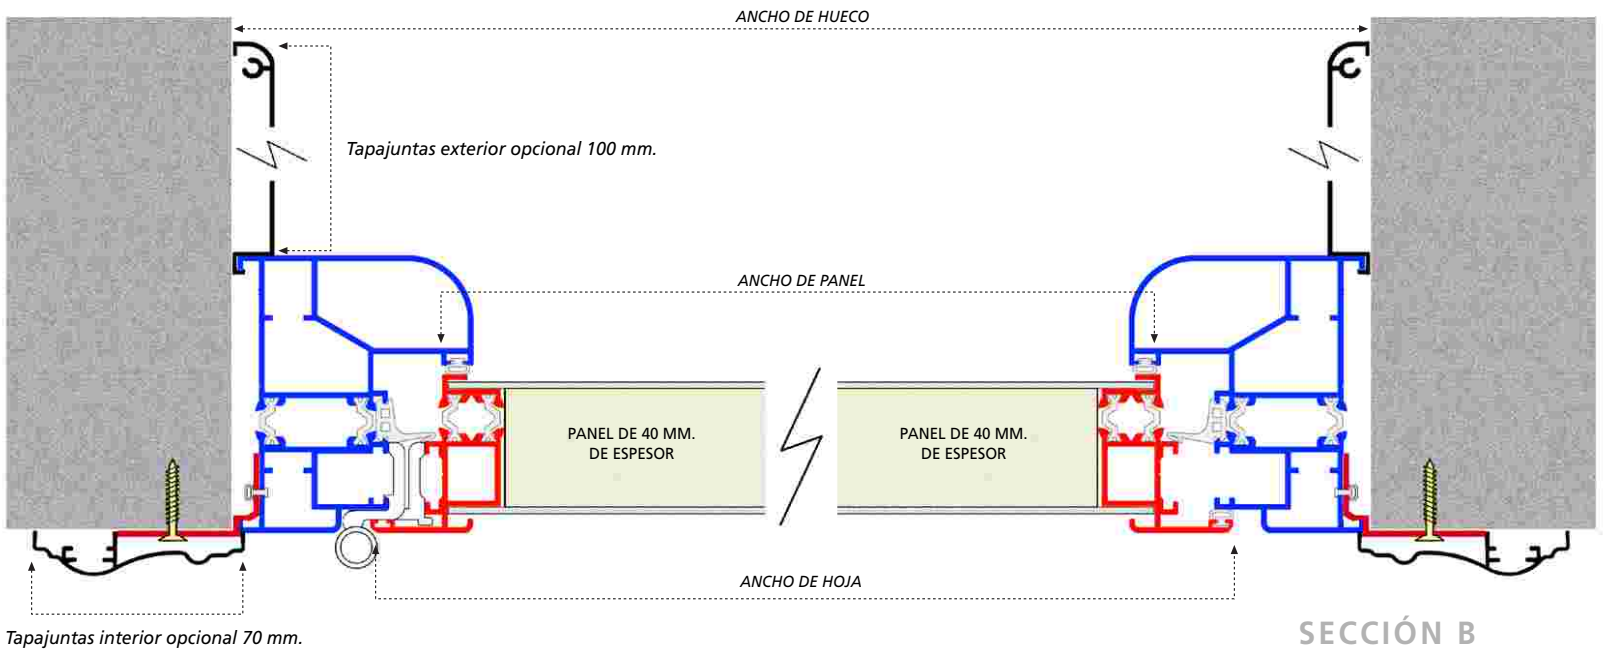 ANCHO DE HUECO
Tapajuntas exterior opcional 100 mm.
ANCHO DE PANEL
PANEL DE 40 MM.
DE ESPESOR
PANEL DE 40 MM.
DE ESPESOR
ANCHO DE HOJA
Tapajuntas interior opcional 70 mm.
SECCIÓN B